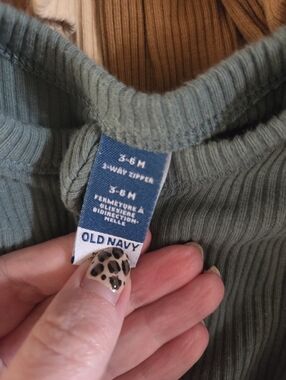 3-6 M
2-WAY ZIPPER
3-6 M
FERMETURE À
GLISSIÈRE
BIDIRECTION-
NELLE
OLD NAVY